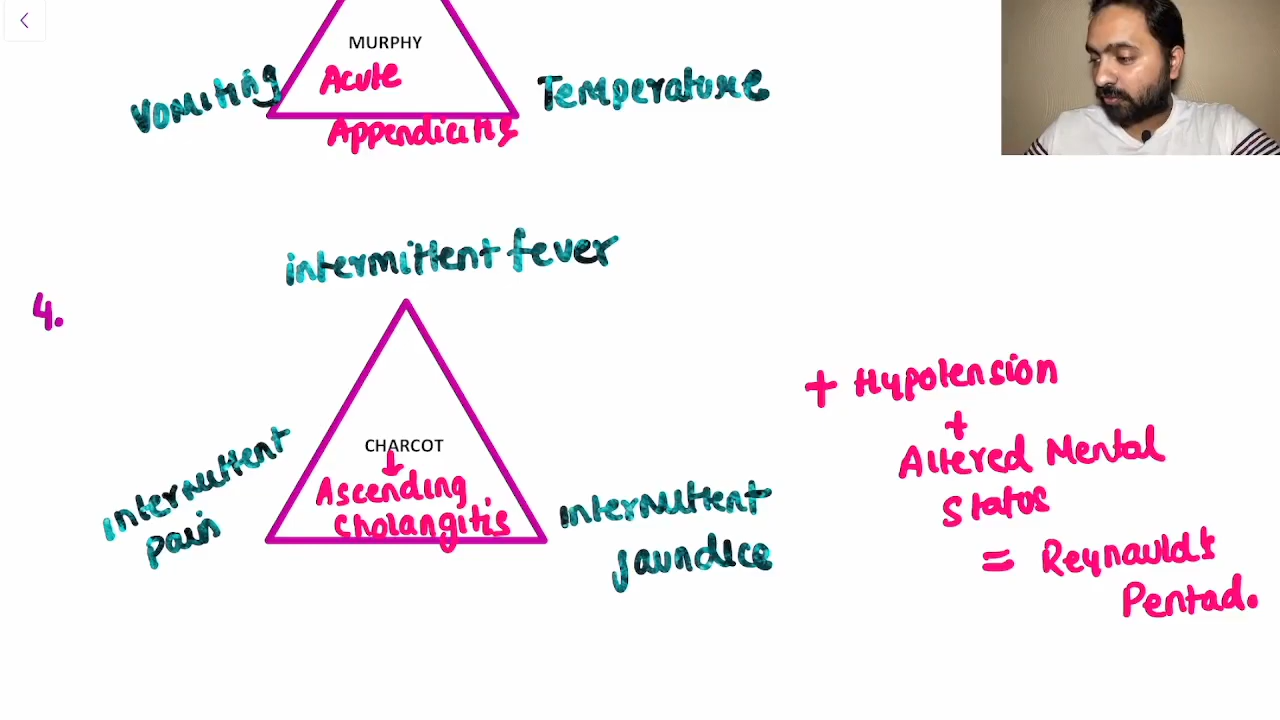 MURPHY
Acute
Appendicitis
Vomiting
Temperature
4.
intermittent fever
CHARCOT
Ascending
Cholangitis
intermittent
pain
intermittent
jaundice
+ Hypotension
+
Altered Mental
Status
= Reynauld's
Pentad.